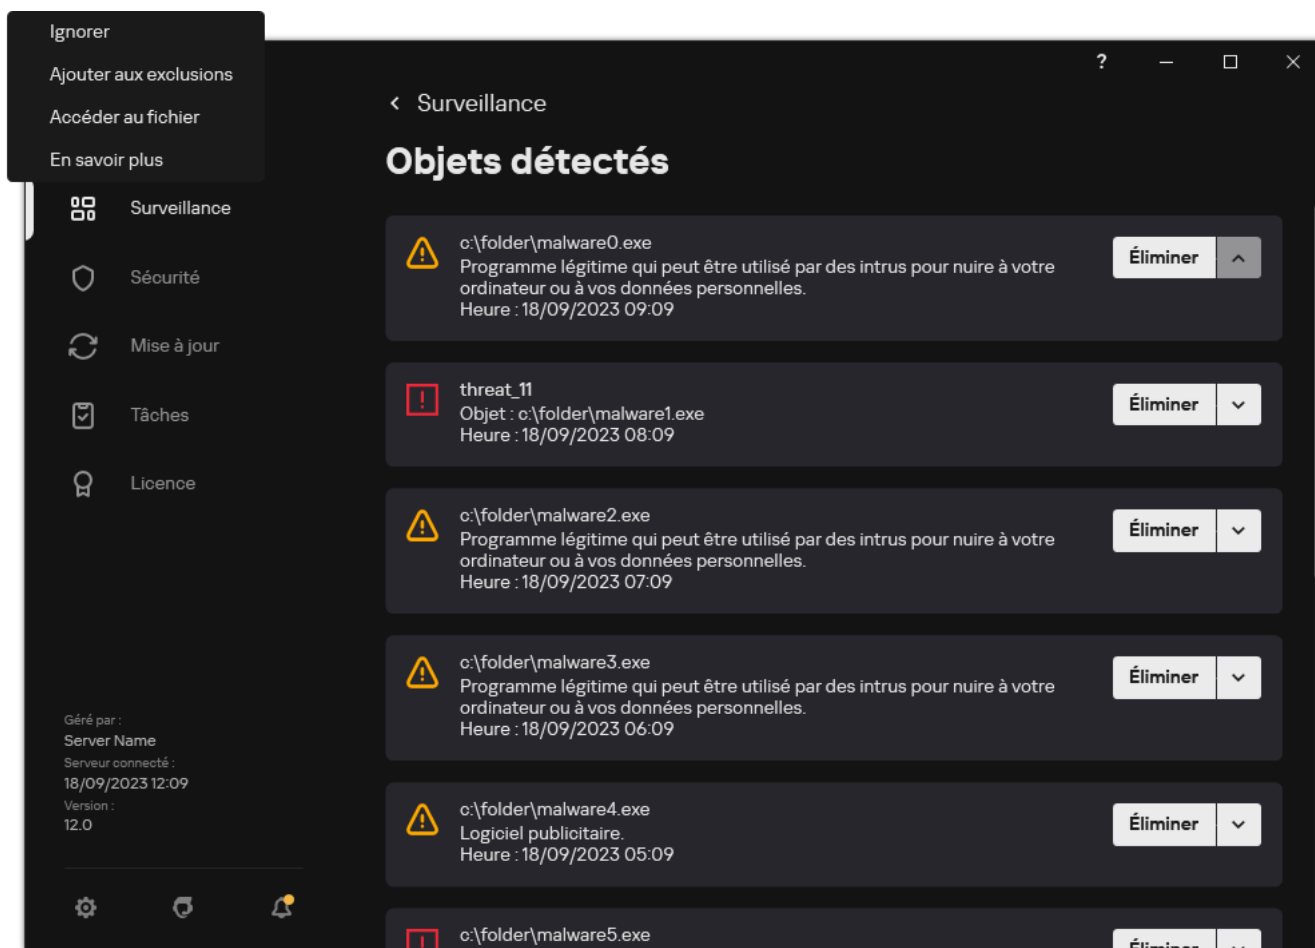 Ignorer
Ajouter aux exclusions
Accéder au fichier
En savoir plus
?
Surveillance
Objets détectés
Surveillance
Sécurité
Mise à jour
Tâches
Licence
Géré par :
Server Name
Serveur connecté :
18/09/2023 12:09
Version :
12.0
c:\folder\malware0.exe
Programme légitime qui peut être utilisé par des intrus pour nuire à votre
ordinateur ou à vos données personnelles.
Heure : 18/09/2023 09:09
Éliminer
threat_11
Objet : c:\folder\malware1.exe
Heure : 18/09/2023 08:09
Éliminer
c:\folder\malware2.exe
Programme légitime qui peut être utilisé par des intrus pour nuire à votre
ordinateur ou à vos données personnelles.
Heure : 18/09/2023 07:09
Éliminer
c:\folder\malware3.exe
Programme légitime qui peut être utilisé par des intrus pour nuire à votre
ordinateur ou à vos données personnelles.
Heure : 18/09/2023 06:09
Éliminer
c:\folder\malware4.exe
Logiciel publicitaire.
Heure : 18/09/2023 05:09
Éliminer
c:\folder\malware5.exe
Éliminer